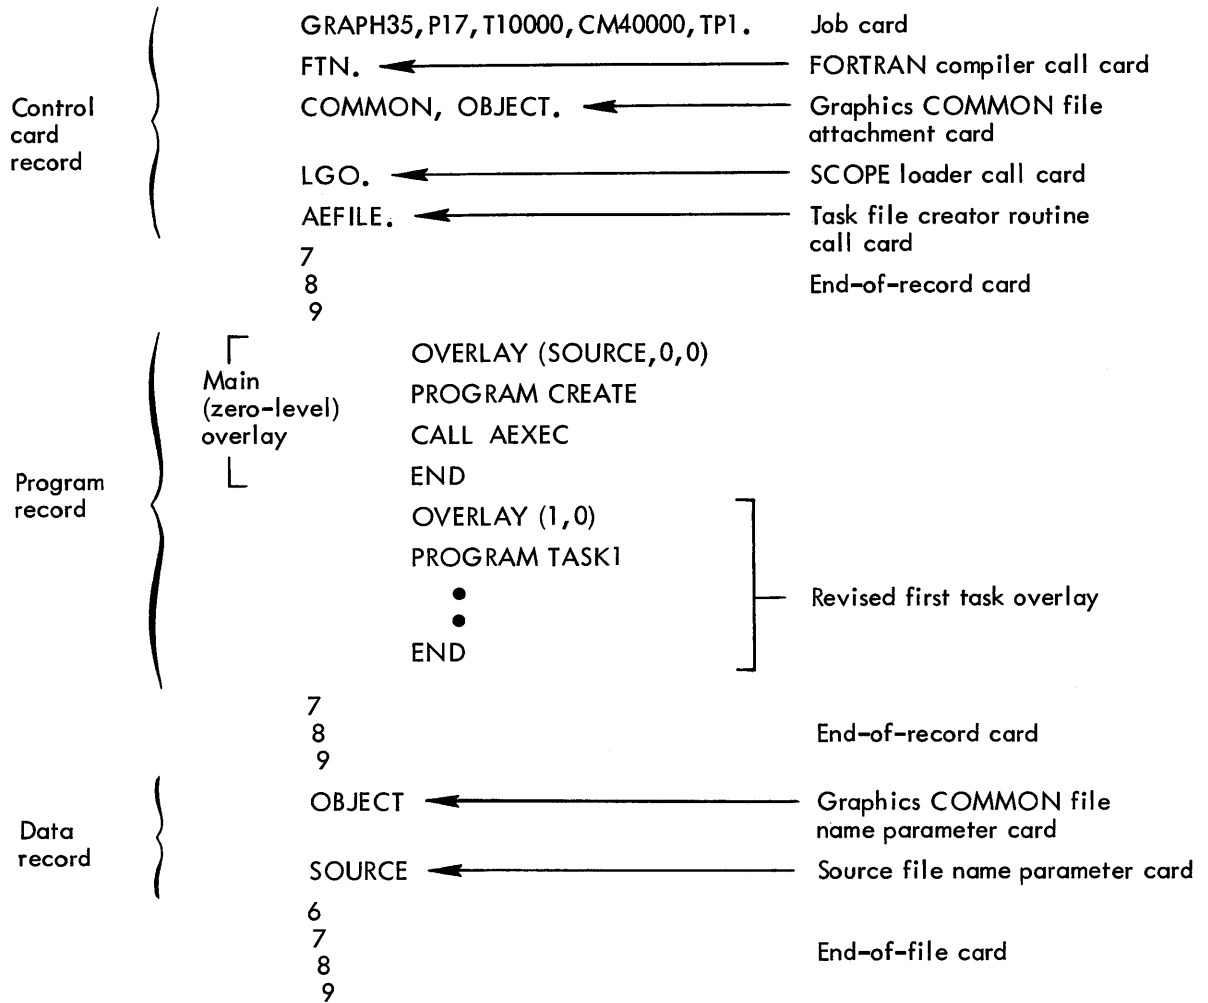 GRAPH35,P17,T10000,CM40000,TP1. Job card
FTN. FORTRAN compiler call card
Control
card
record
COMMON, OBJECT. Graphics COMMON file
attachment card
LGO. SCOPE loader call card
AEFILE. Task file creator routine
call card
7
8 End-of-record card
9
Main
(zero-level)
overlay
OVERLAY (SOURCE,0,0)
PROGRAM CREATE
CALL AEXEC
END
Program
record
OVERLAY (1,0)
PROGRAM TASK1
Revised first task overlay
END
7
8 End-of-record card
9
Data
record
OBJECT Graphics COMMON file
name parameter card
SOURCE Source file name parameter card
6
7
8 End-of-file card
9